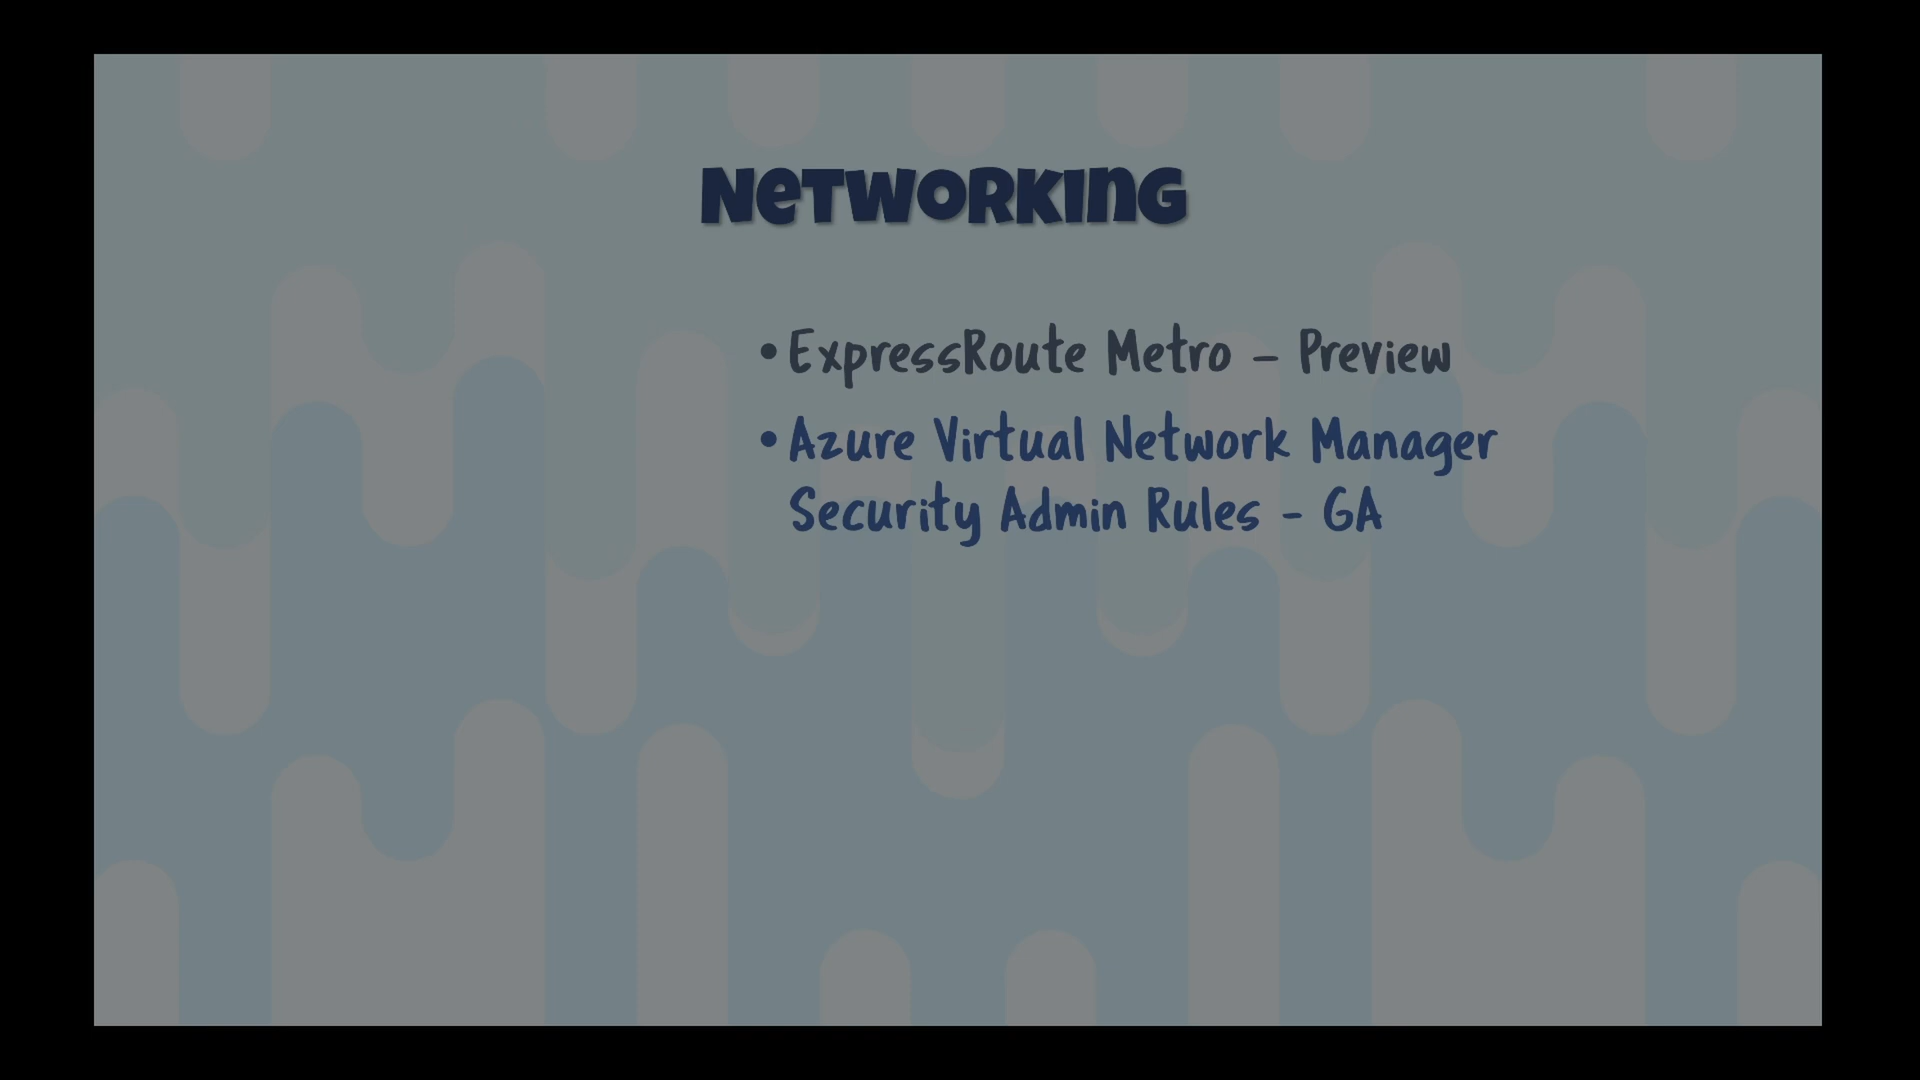 NeTWORKING
• ExpressRoute Metro – Preview
• Azure Virtual Network Manager
Security Admin Rules - GA